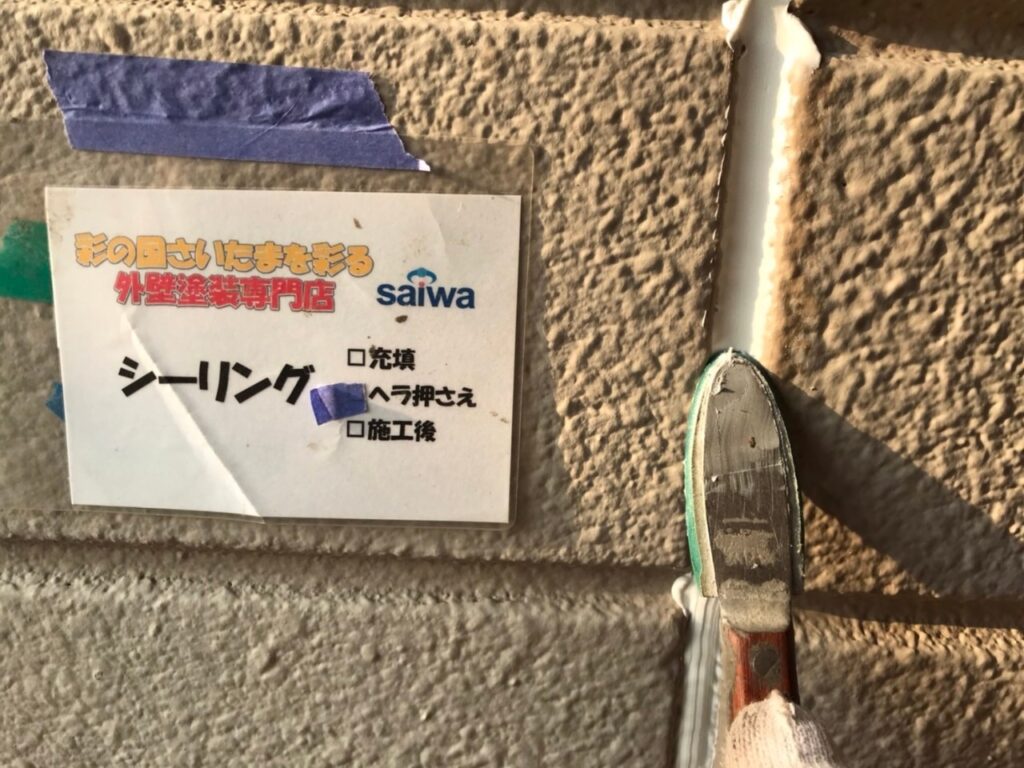 彩の国さいたまを彩る
外壁塗装専門店
saiwa
シーリング
□充填
ヘラ押さえ
□施工後